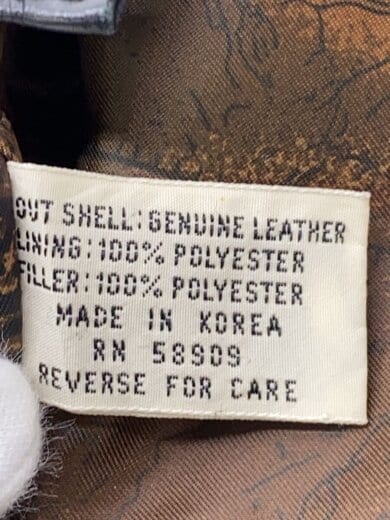 OUT SHELL: GENUINE LEATHER
LINING: 100% POLYESTER
FILLER: 100% POLYESTER
MADE IN KOREA
RN 58909
REVERSE FOR CARE